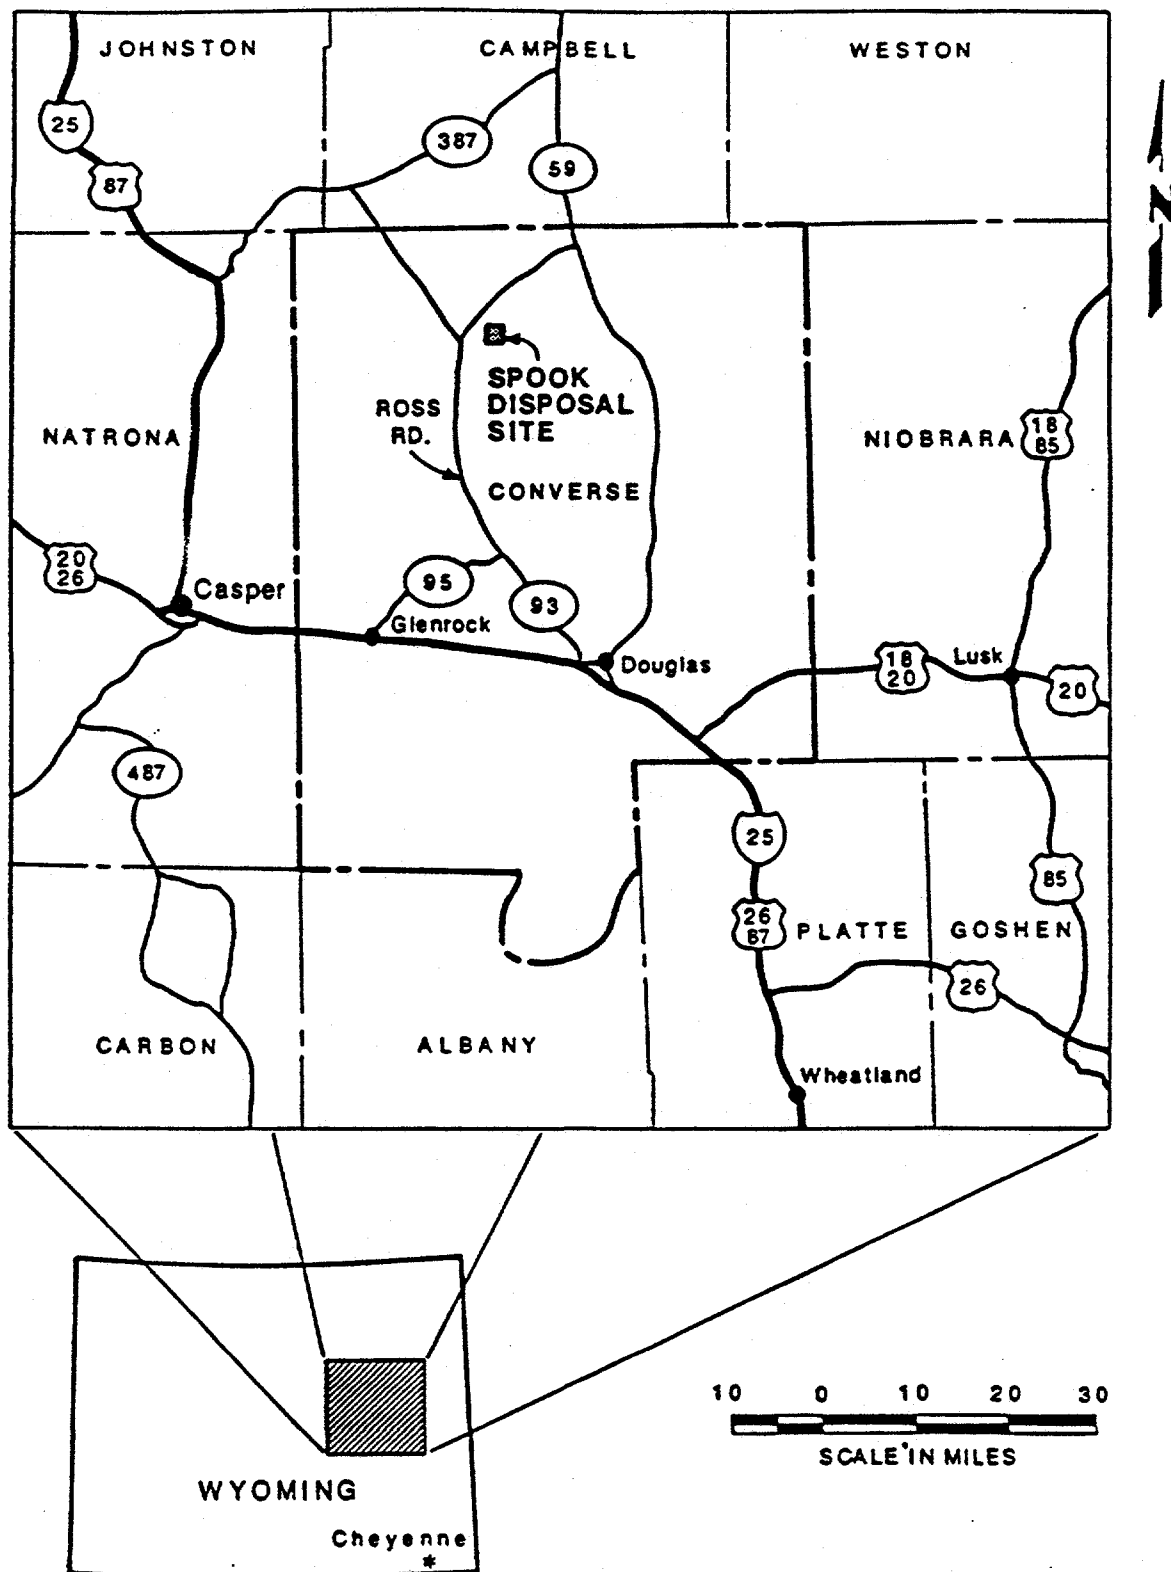 JOHNSTON
CAMPBELL
WESTON
25
87
387
59
N
SPOOK
DISPOSAL
SITE
ROSS
RD.
NATRONA
CONVERSE
NIOBRARA
18
85
20
26
Casper
95
Glenrock
93
Douglas
18
20
Lusk
20
487
25
26
87
PLATTE
GOSHEN
85
26
CARBON
ALBANY
Wheatland
10 0 10 20 30
SCALE IN MILES
WYOMING
Cheyenne
*